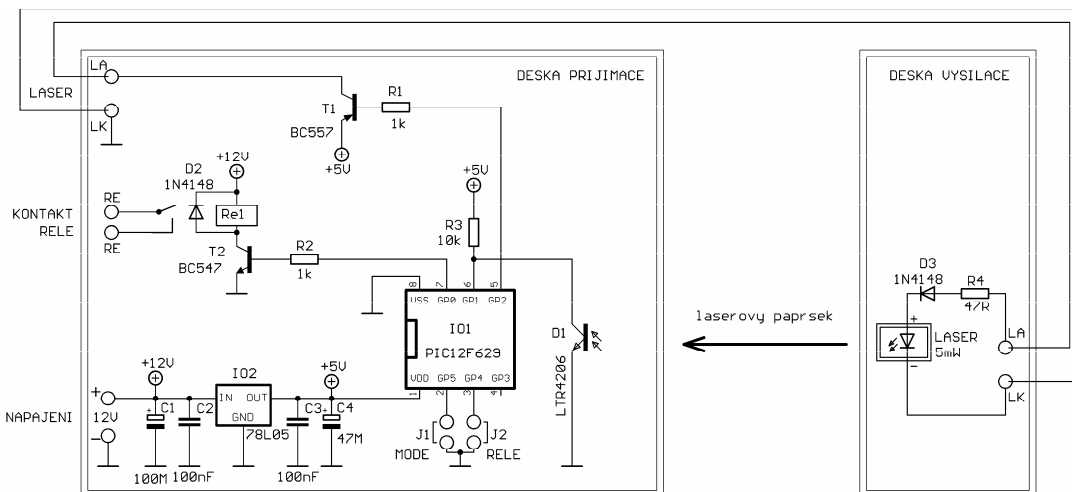 DESKA PRIJIMACE
DESKA VYSILACE
LA
LASER
LK
T1
BC557
R1
1k
+5V
D2
1N4148
+12V
RE
KONTAKT
RELE
RE
Re1
T2
BC547
R2
1k
+5V
R3
10k
8
7
6
5
VSS
GP0
GP1
GP2
IO1
PIC12F629
VDD
GP5
GP4
GP3
1
2
3
4
D1
LTR4206
laserovy paprsek
D3
1N4148
R4
47R
+
LASER
5mW
-
LA
LK
+12V
IO2
+5V
NAPAJENI
+
12V
-
+
C1
C2
IN
OUT
GND
78L05
C3
+
C4
47M
100M
100nF
100nF
J1
J2
MODE
RELE